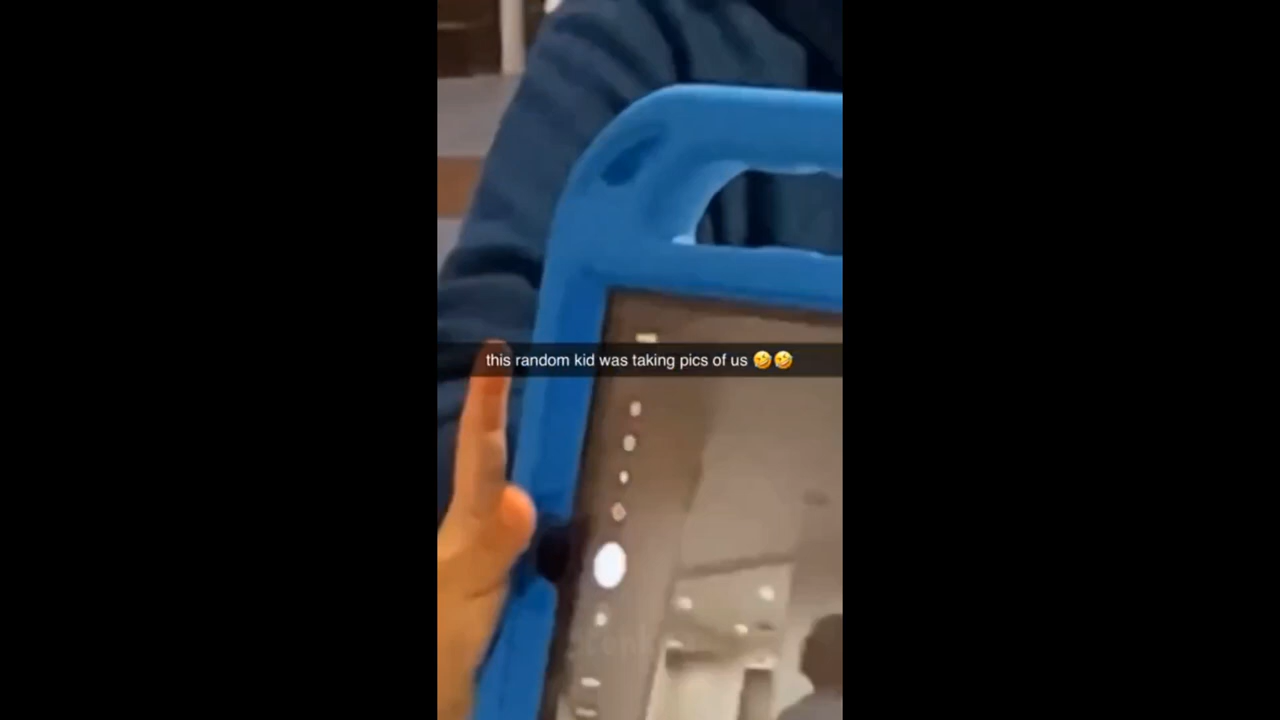 this random kid was taking pics of us 🤣🤣